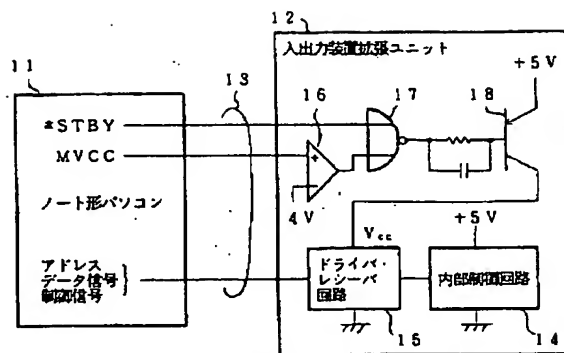 12
入出力装置拡張ユニット
11
13
+5V
16
17
18
*STBY
MVCC
+
4V
ノート形パソコン
+5V
Vcc
アドレス
データ信号
制御信号
ドライバ・
レシーバ
回路
内部制御回路
15
14